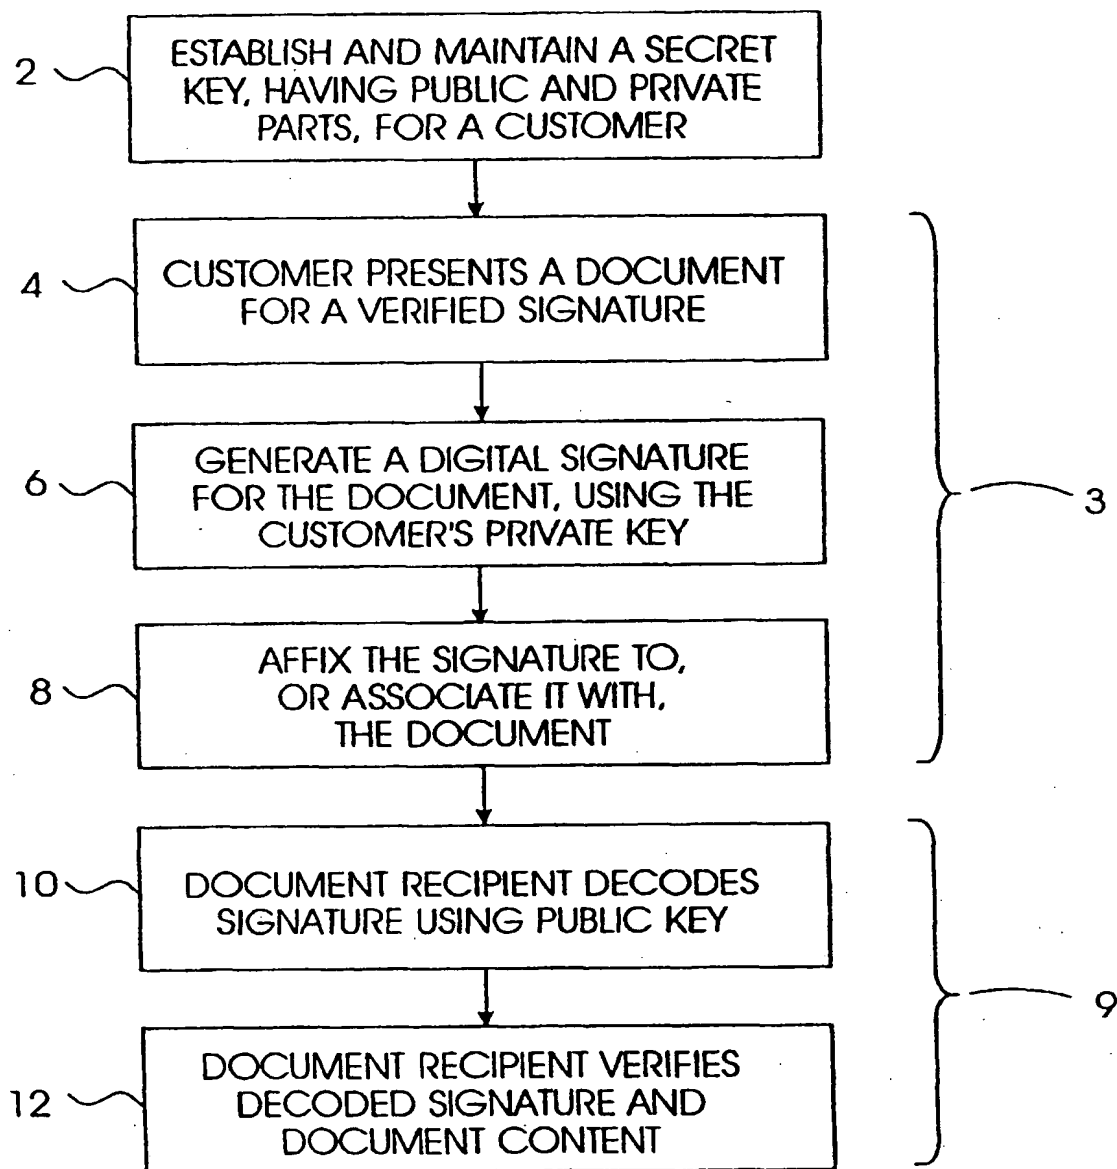 2
ESTABLISH AND MAINTAIN A SECRET
KEY, HAVING PUBLIC AND PRIVATE
PARTS, FOR A CUSTOMER
4
CUSTOMER PRESENTS A DOCUMENT
FOR A VERIFIED SIGNATURE
6
GENERATE A DIGITAL SIGNATURE
FOR THE DOCUMENT, USING THE
CUSTOMER'S PRIVATE KEY
3
8
AFFIX THE SIGNATURE TO,
OR ASSOCIATE IT WITH,
THE DOCUMENT
10
DOCUMENT RECIPIENT DECODES
SIGNATURE USING PUBLIC KEY
9
12
DOCUMENT RECIPIENT VERIFIES
DECODED SIGNATURE AND
DOCUMENT CONTENT